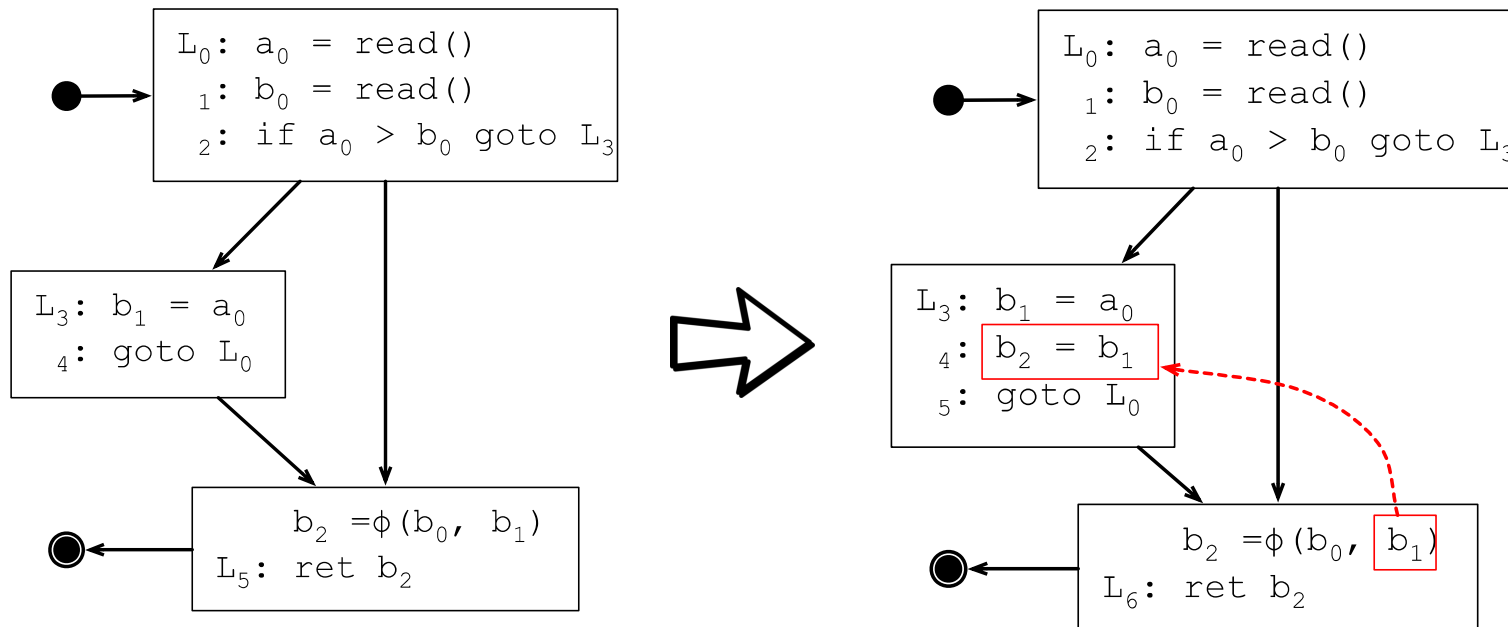 L₀: a₀ = read()
₁: b₀ = read()
₂: if a₀ > b₀ goto L₃
L₃: b₁ = a₀
₄: goto L₀
b₂ =ϕ(b₀, b₁)
L₅: ret b₂
L₀: a₀ = read()
₁: b₀ = read()
₂: if a₀ > b₀ goto L₃
L₃: b₁ = a₀
₄: b₂ = b₁
₅: goto L₀
b₂ =ϕ(b₀, b₁)
L₆: ret b₂